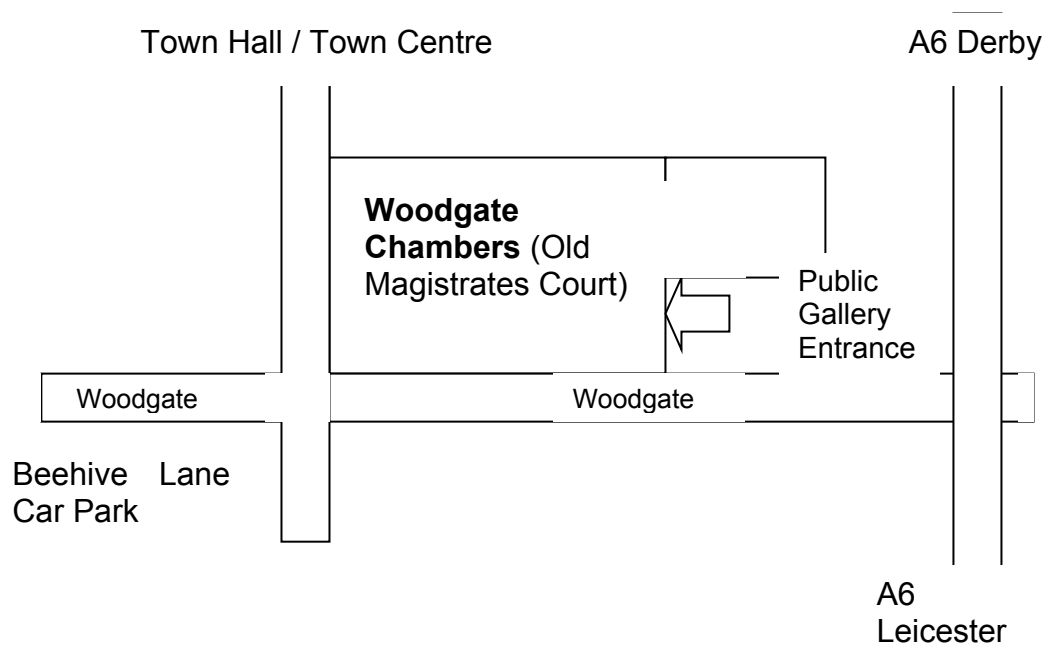 Town Hall / Town Centre
A6 Derby
Woodgate
Chambers (Old
Magistrates Court)
Public
Gallery
Entrance
Woodgate
Woodgate
Beehive Lane
Car Park
A6
Leicester